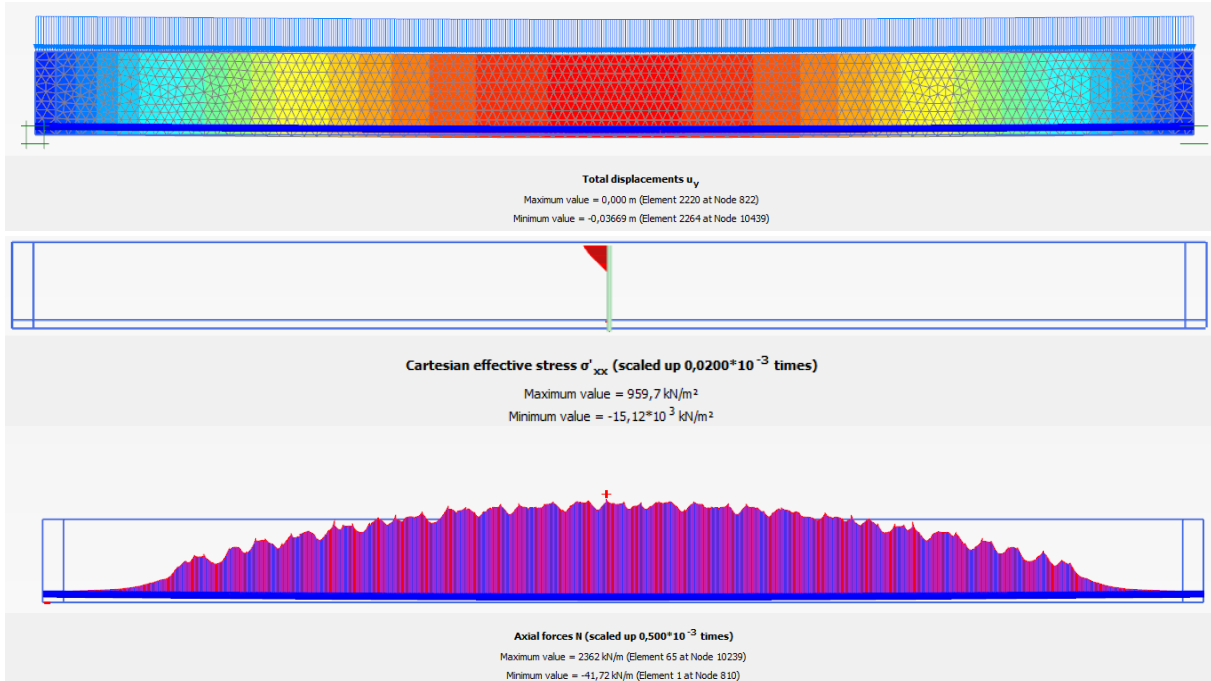 Total displacements u_y
Maximum value = 0,000 m (Element 2220 at Node 822)
Minimum value = -0,03669 m (Element 2264 at Node 10439)
Cartesian effective stress σ'_xx (scaled up 0,0200*10^-3 times)
Maximum value = 959,7 kN/m²
Minimum value = -15,12*10^3 kN/m²
Axial forces N (scaled up 0,500*10^-3 times)
Maximum value = 2362 kN/m (Element 65 at Node 10239)
Minimum value = -41,72 kN/m (Element 1 at Node 810)